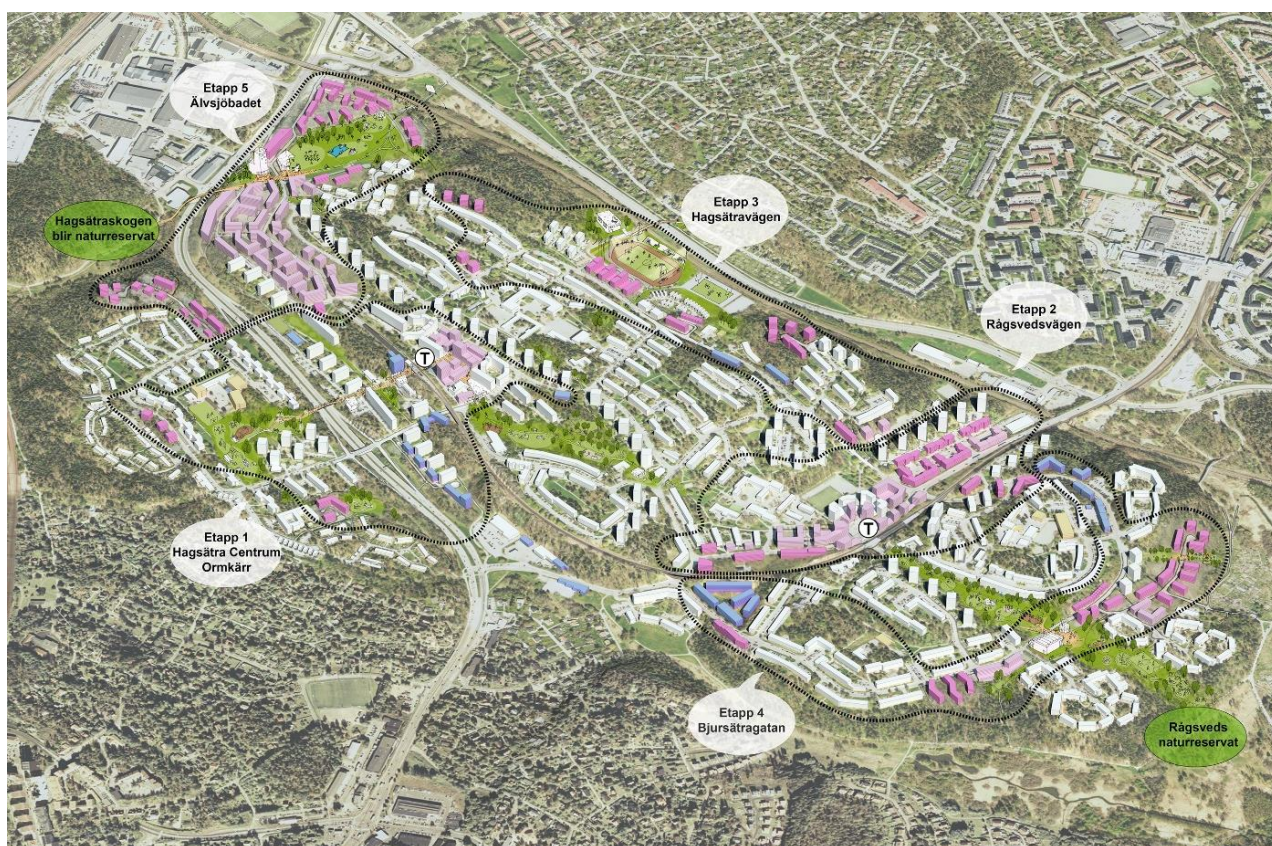 Etapp 5
Älvsjöbadet
Hagsätraskogen
blir naturreservat
Etapp 3
Hagsätravägen
Etapp 2
Rågsvedsvägen
T
T
Etapp 1
Hagsätra Centrum
Ormkärr
Etapp 4
Bjursätragatan
Rågsveds
naturreservat